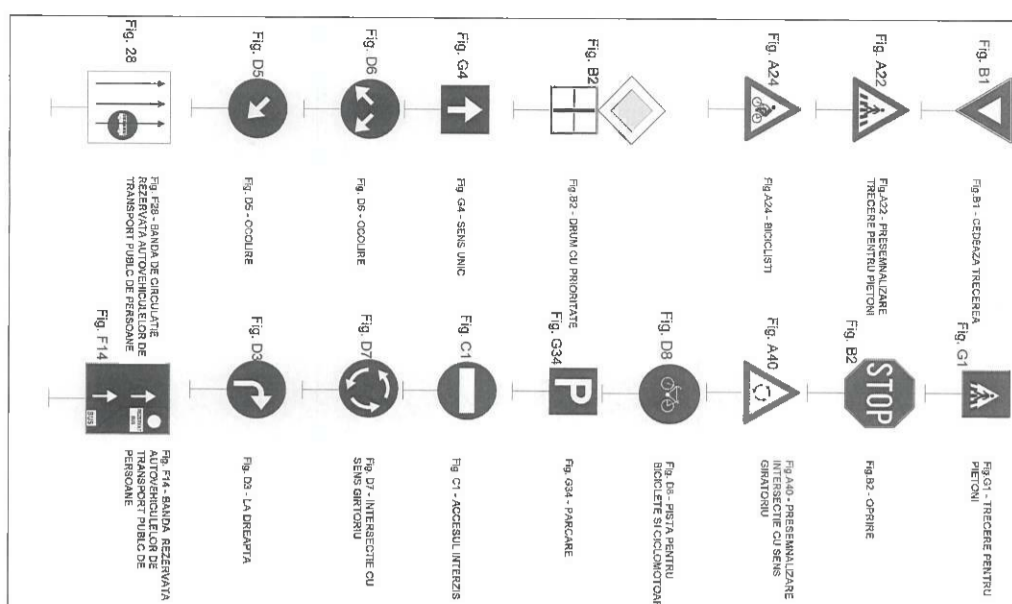 Fig. B1
Fig.B1 - CEDEAZA TRECEREA
Fig. G1
Fig.G1 - TRECERE PENTRU
PIETONI
Fig. A22
Fig.A22 - PRESEMNALIZARE
TRECERE PENTRU PIETONI
STOP
Fig. B2
Fig.B2 - OPRIRE
Fig. A24
Fig.A24 - BICICLISTI
Fig. A40
Fig.A40 - PRESEMNALIZARE
INTERSECTIE CU SENS
GIRATORIU
Fig. B2
Fig.B2 - DRUM CU PRIORITATE
Fig. D8
Fig. D8 - PISTA PENTRU
BICICLETE SI CICLOMOTOARE
P
Fig. G34
Fig. G34 - PARCARE
Fig. G4
Fig. G4 - SENS UNIC
Fig. C1
Fig. C1 - ACCESUL INTERZIS
Fig. D6
Fig. D6 - OCOLIRE
Fig. D7
Fig. D7 - INTERSECTIE CU
SENS GIRTORIU
Fig. D5
Fig. D5 - OCOLIRE
Fig. D3
Fig. D3 - LA DREAPTA
Fig. 28
Fig. F28 - BANDA DE CIRCULATIE
REZERVATA AUTOVEHICULELOR DE
TRANSPORT PUBLC DE PERSOANE
BUS
Fig. F14
Fig. F14 - BANDA REZERVATA
AUTOVEHICULELOR DE
TRANSPORT PUBLC DE
PERSOANE